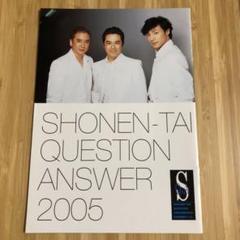 SHONEN-TAI
QUESTION
ANSWER
2005
S